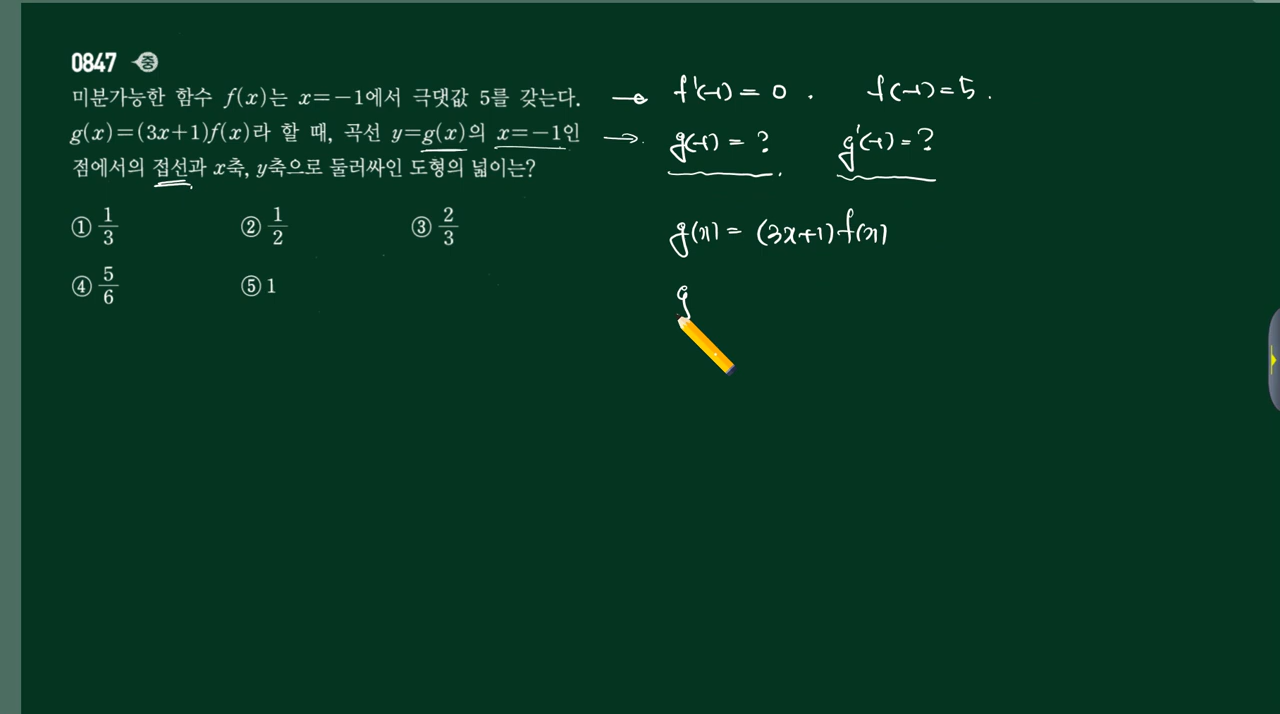 0847 중
미분가능한 함수 f(x)는 x=-1에서 극댓값 5를 갖는다.
g(x)=(3x+1)f(x)라 할 때, 곡선 y=g(x)의 x=-1인
점에서의 접선과 x축, y축으로 둘러싸인 도형의 넓이는?
① 1/3 ② 1/2 ③ 2/3
④ 5/6 ⑤ 1
→ f'(-1) = 0 . f(-1) = 5 .
→ g(-1) = ? g'(-1) = ?
g(x) = (3x+1) f(x)
g